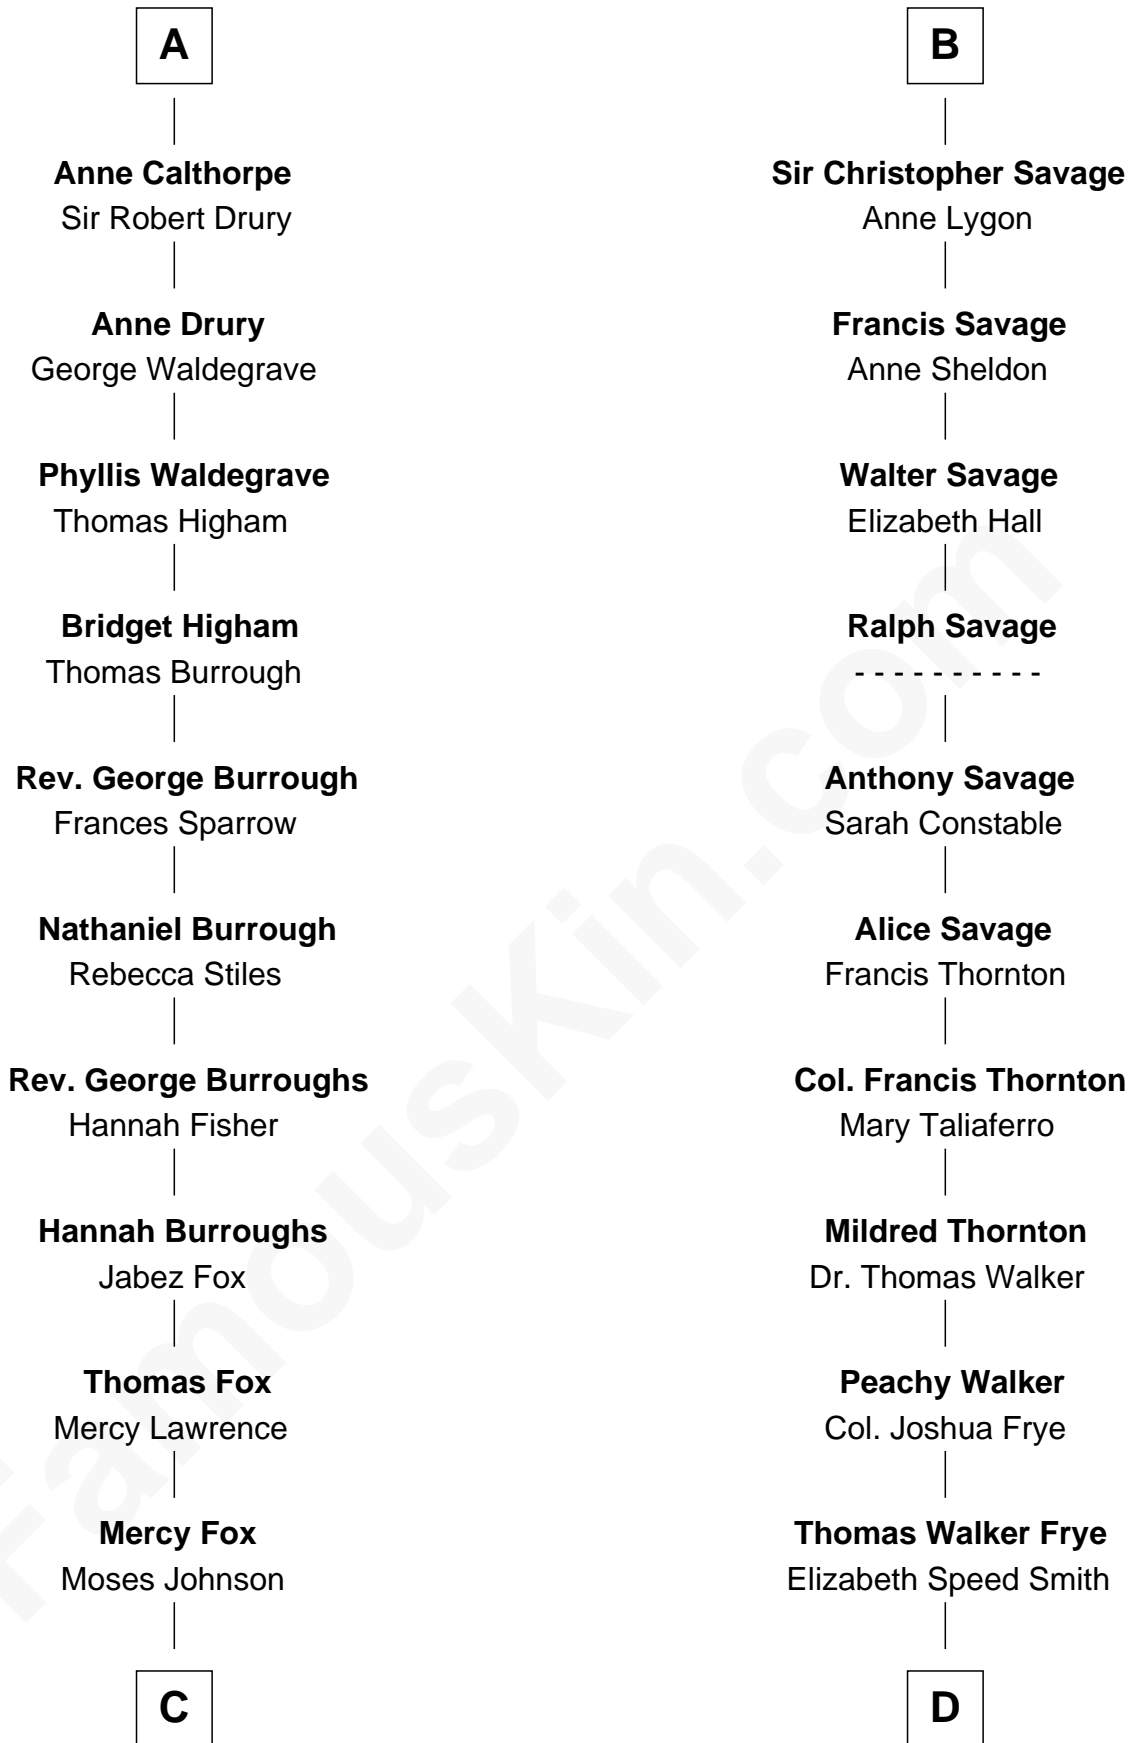 A
Anne Calthorpe
Sir Robert Drury
Anne Drury
George Waldegrave
Phyllis Waldegrave
Thomas Higham
Bridget Higham
Thomas Burrough
Rev. George Burrough
Frances Sparrow
Nathaniel Burrough
Rebecca Stiles
Rev. George Burroughs
Hannah Fisher
Hannah Burroughs
Jabez Fox
Thomas Fox
Mercy Lawrence
Mercy Fox
Moses Johnson
C
B
Sir Christopher Savage
Anne Lygon
Francis Savage
Anne Sheldon
Walter Savage
Elizabeth Hall
Ralph Savage
- - - - - - - - - -
Anthony Savage
Sarah Constable
Alice Savage
Francis Thornton
Col. Francis Thornton
Mary Taliaferro
Mildred Thornton
Dr. Thomas Walker
Peachy Walker
Col. Joshua Frye
Thomas Walker Frye
Elizabeth Speed Smith
D
FamousKin.com